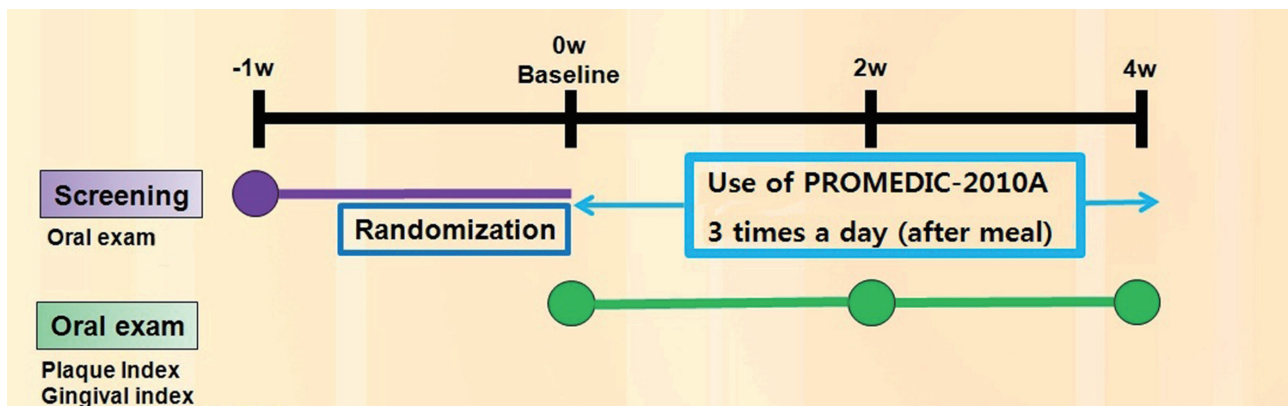 -1w
0w
Baseline
2w
4w
Screening
Oral exam
Randomization
Use of PROMEDIC-2010A
3 times a day (after meal)
Oral exam
Plaque Index
Gingival index